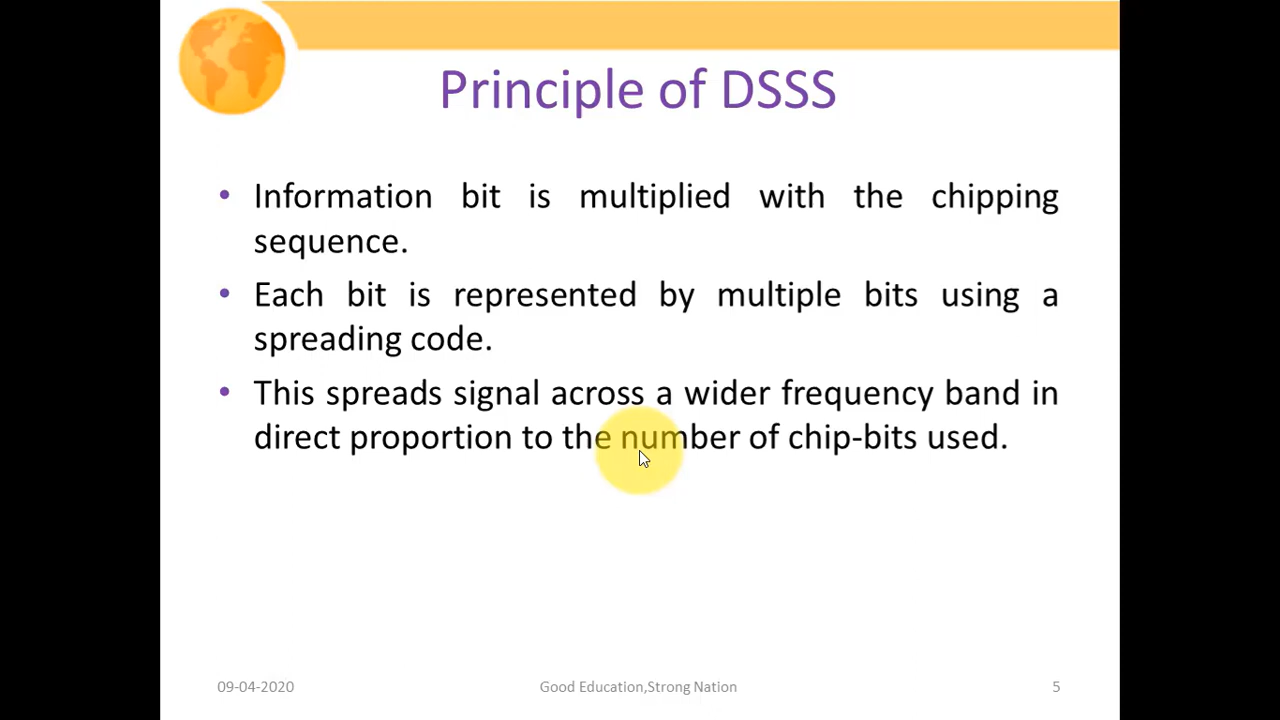 Principle of DSSS
• Information bit is multiplied with the chipping
sequence.
• Each bit is represented by multiple bits using a
spreading code.
• This spreads signal across a wider frequency band in
direct proportion to the number of chip-bits used.
09-04-2020 Good Education,Strong Nation 5